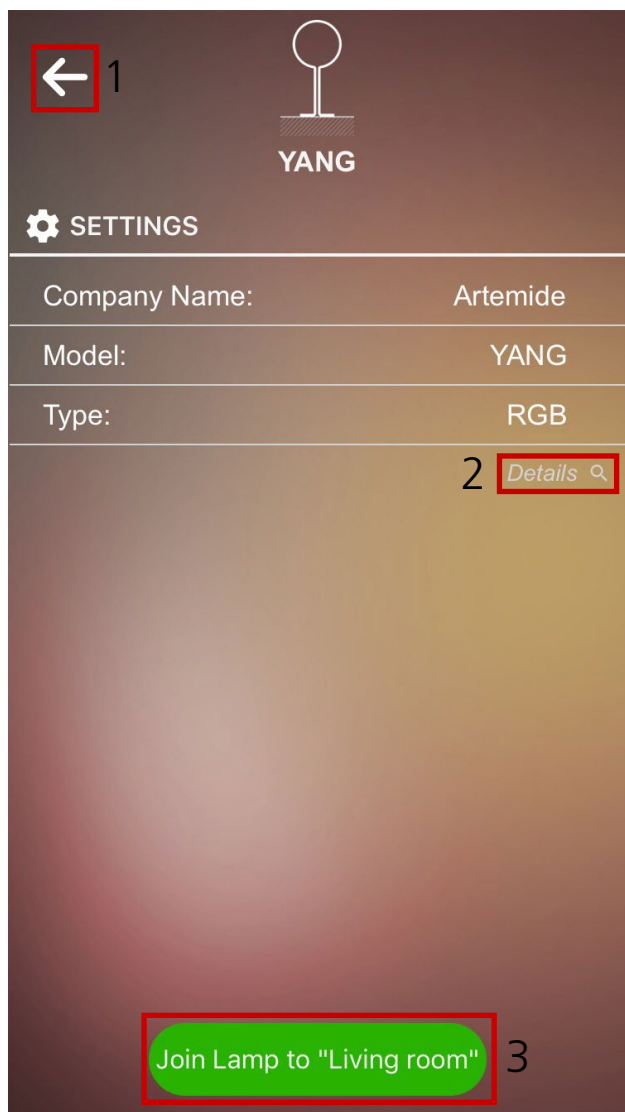 1
YANG
SETTINGS
Company Name: Artemide
Model: YANG
Type: RGB
2 Details
Join Lamp to "Living room" 3